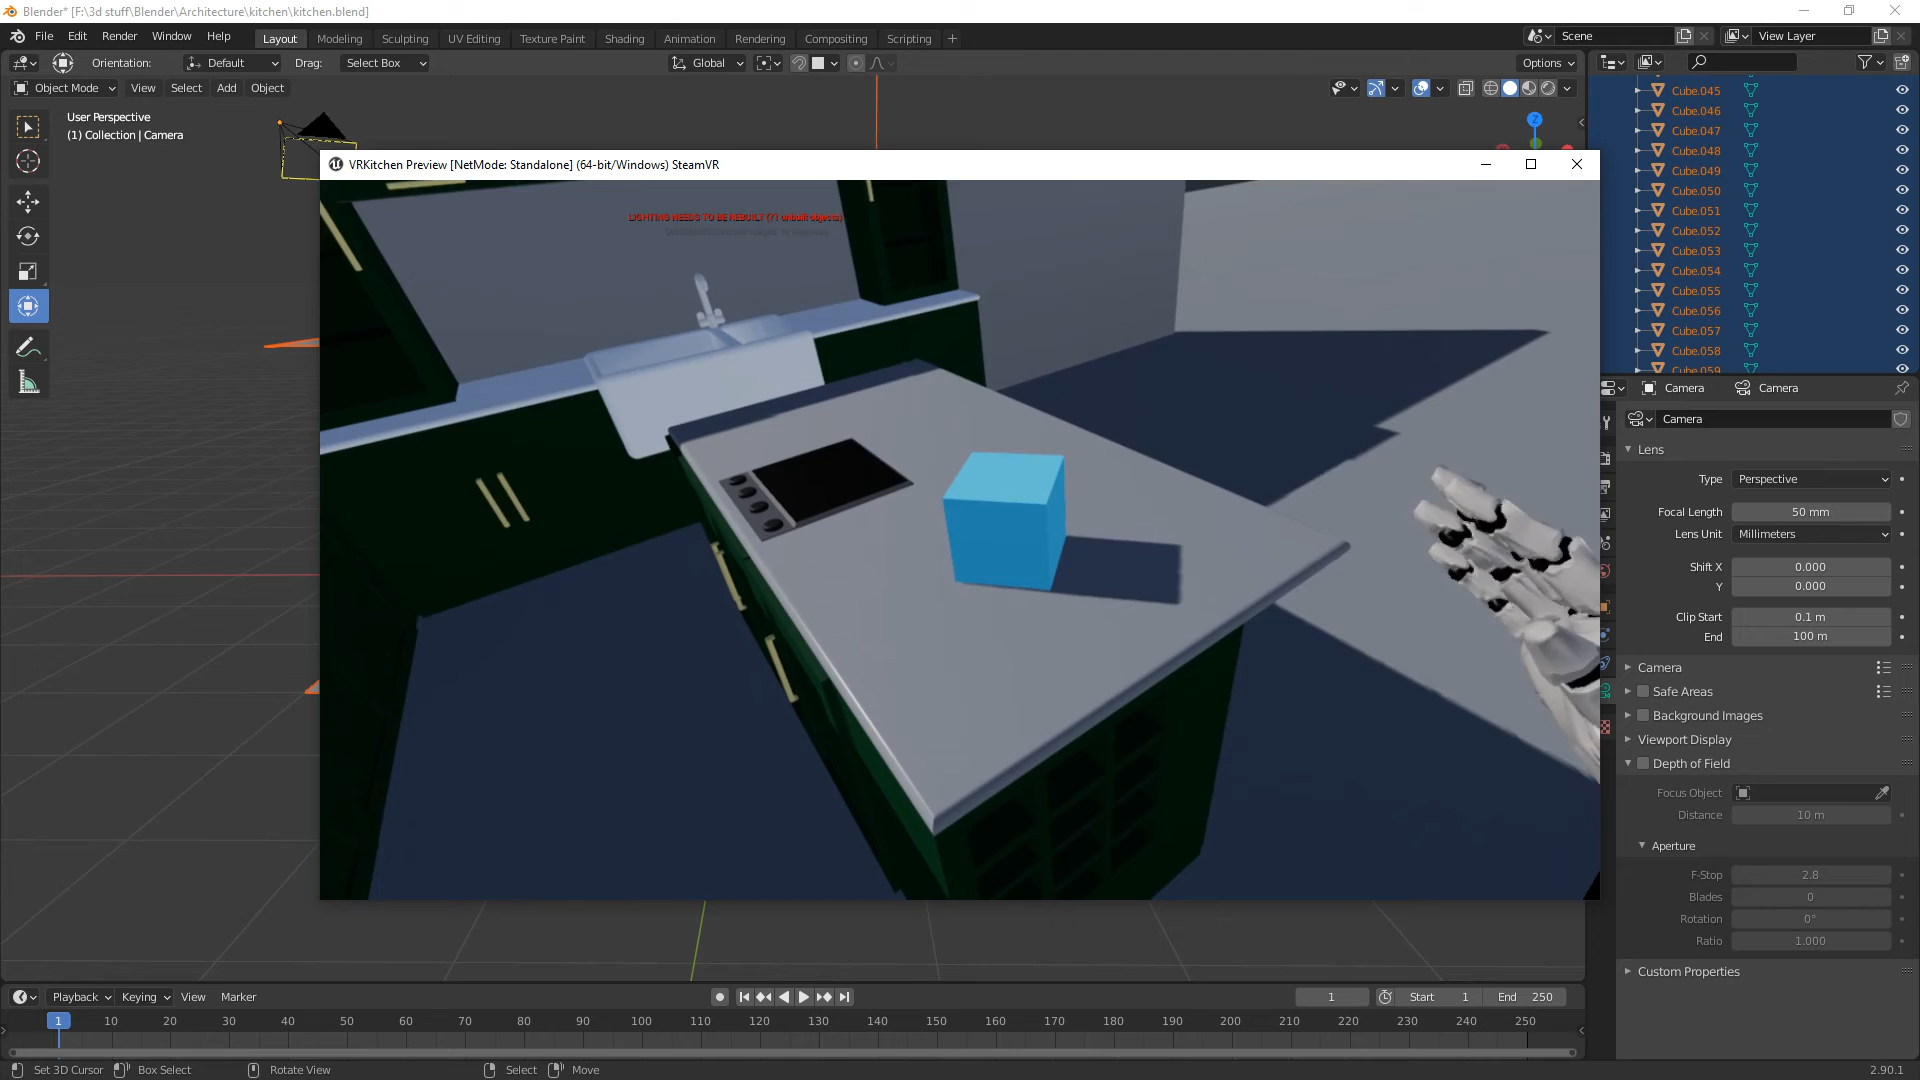 Blender* [F:\3d stuff\Blender\Architecture\kitchen\kitchen.blend]
File Edit Render Window Help
Layout Modeling Sculpting UV Editing Texture Paint Shading Animation Rendering Compositing Scripting
Scene
View Layer
Orientation: Default Drag: Select Box
Global
Options
Object Mode View Select Add Object
User Perspective
(1) Collection | Camera
Z
VRKitchen Preview [NetMode: Standalone] (64-bit/Windows) SteamVR
LIGHTING NEEDS TO BE REBUILT (71 unbuilt objects)
Cube.045
Cube.046
Cube.047
Cube.048
Cube.049
Cube.050
Cube.051
Cube.052
Cube.053
Cube.054
Cube.055
Cube.056
Cube.057
Cube.058
Cube.059
Camera Camera
Camera
Lens
Type Perspective
Focal Length 50 mm
Lens Unit Millimeters
Shift X 0.000
Y 0.000
Clip Start 0.1 m
End 100 m
Camera
Safe Areas
Background Images
Viewport Display
Depth of Field
Focus Object
Distance 10 m
Aperture
F-Stop 2.8
Blades 0
Rotation 0°
Ratio 1.000
Custom Properties
Playback Keying View Marker
1 Start 1 End 250
1 10 20 30 40 50 60 70 80 90 100 110 120 130 140 150 160 170 180 190 200 210 220 230 240 250
Set 3D Cursor Box Select Rotate View Select Move
2.90.1